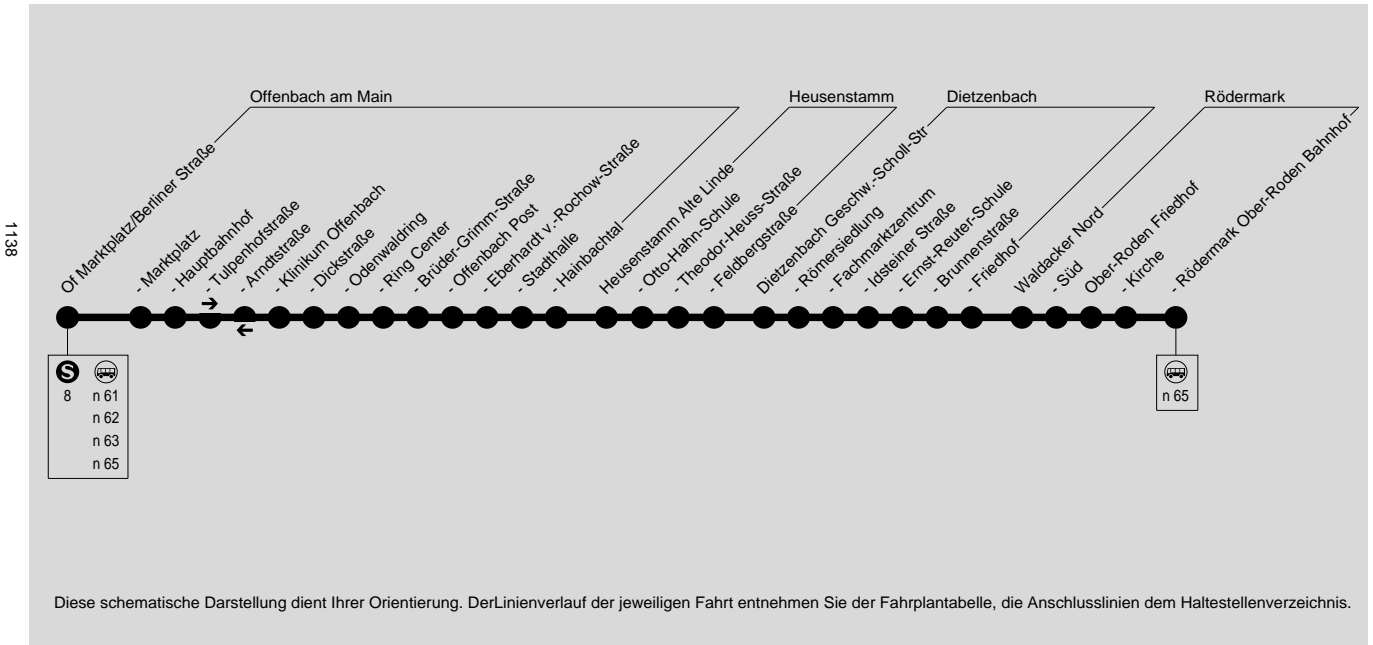 1138
Offenbach am Main
Heusenstamm
Dietzenbach
Rödermark
Of Marktplatz/Berliner Straße
- Marktplatz
- Hauptbahnhof
- Tulpenhofstraße
- Arndtstraße
- Klinikum Offenbach
- Dickstraße
- Odenwaldring
- Ring Center
- Brüder-Grimm-Straße
- Offenbach Post
- Eberhardt v.-Rochow-Straße
- Stadthalle
- Hainbachtal
Heusenstamm Alte Linde
- Otto-Hahn-Schule
- Theodor-Heuss-Straße
- Feldbergstraße
Dietzenbach Geschw.-Scholl-Str
- Römersiedlung
- Fachmarktzentrum
- Idsteiner Straße
- Ernst-Reuter-Schule
- Brunnenstraße
- Friedhof
Waldacker Nord
- Süd
Ober-Roden Friedhof
- Kirche
- Rödermark Ober-Roden Bahnhof
S
8 n 61
n 62
n 63
n 65
n 65
Diese schematische Darstellung dient Ihrer Orientierung. DerLinienverlauf der jeweiligen Fahrt entnehmen Sie der Fahrplantabelle, die Anschlusslinien dem Haltestellenverzeichnis.